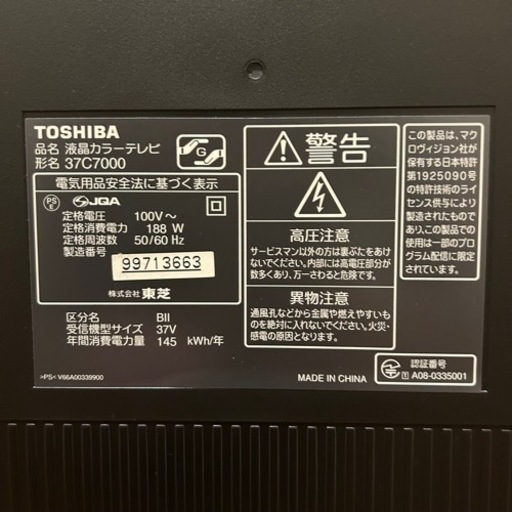 TOSHIBA
品名 液晶カラーテレビ
形名 37C7000
電気用品安全法に基づく表示
PS
E
JQA
定格電圧 100V～
定格消費電力 188 W
定格周波数 50/60 Hz
製造番号
99713663
株式会社 東芝
区分名 BII
受信機型サイズ 37V
年間消費電力量 145 kWh/年
>PS< V66A00339900
G
警告
高圧注意
サービスマン以外の方は裏ぶたをあけ
ないでください。内部には高電圧部分が
数多くあり、万一さわると危険です。
異物注意
通風孔などから金属や燃えやすいも
のを絶対に入れないでください。火災・
感電の原因となります。
MADE IN CHINA
この製品は、マク
ロヴィジョン社が
保有する日本特許
第1925090号
の特許技術のライ
センス供与により
製造されたもので
あり、この製品の
使用は一部のプロ
グラム配信に限定
されます。
認証番号
T A08-0335001